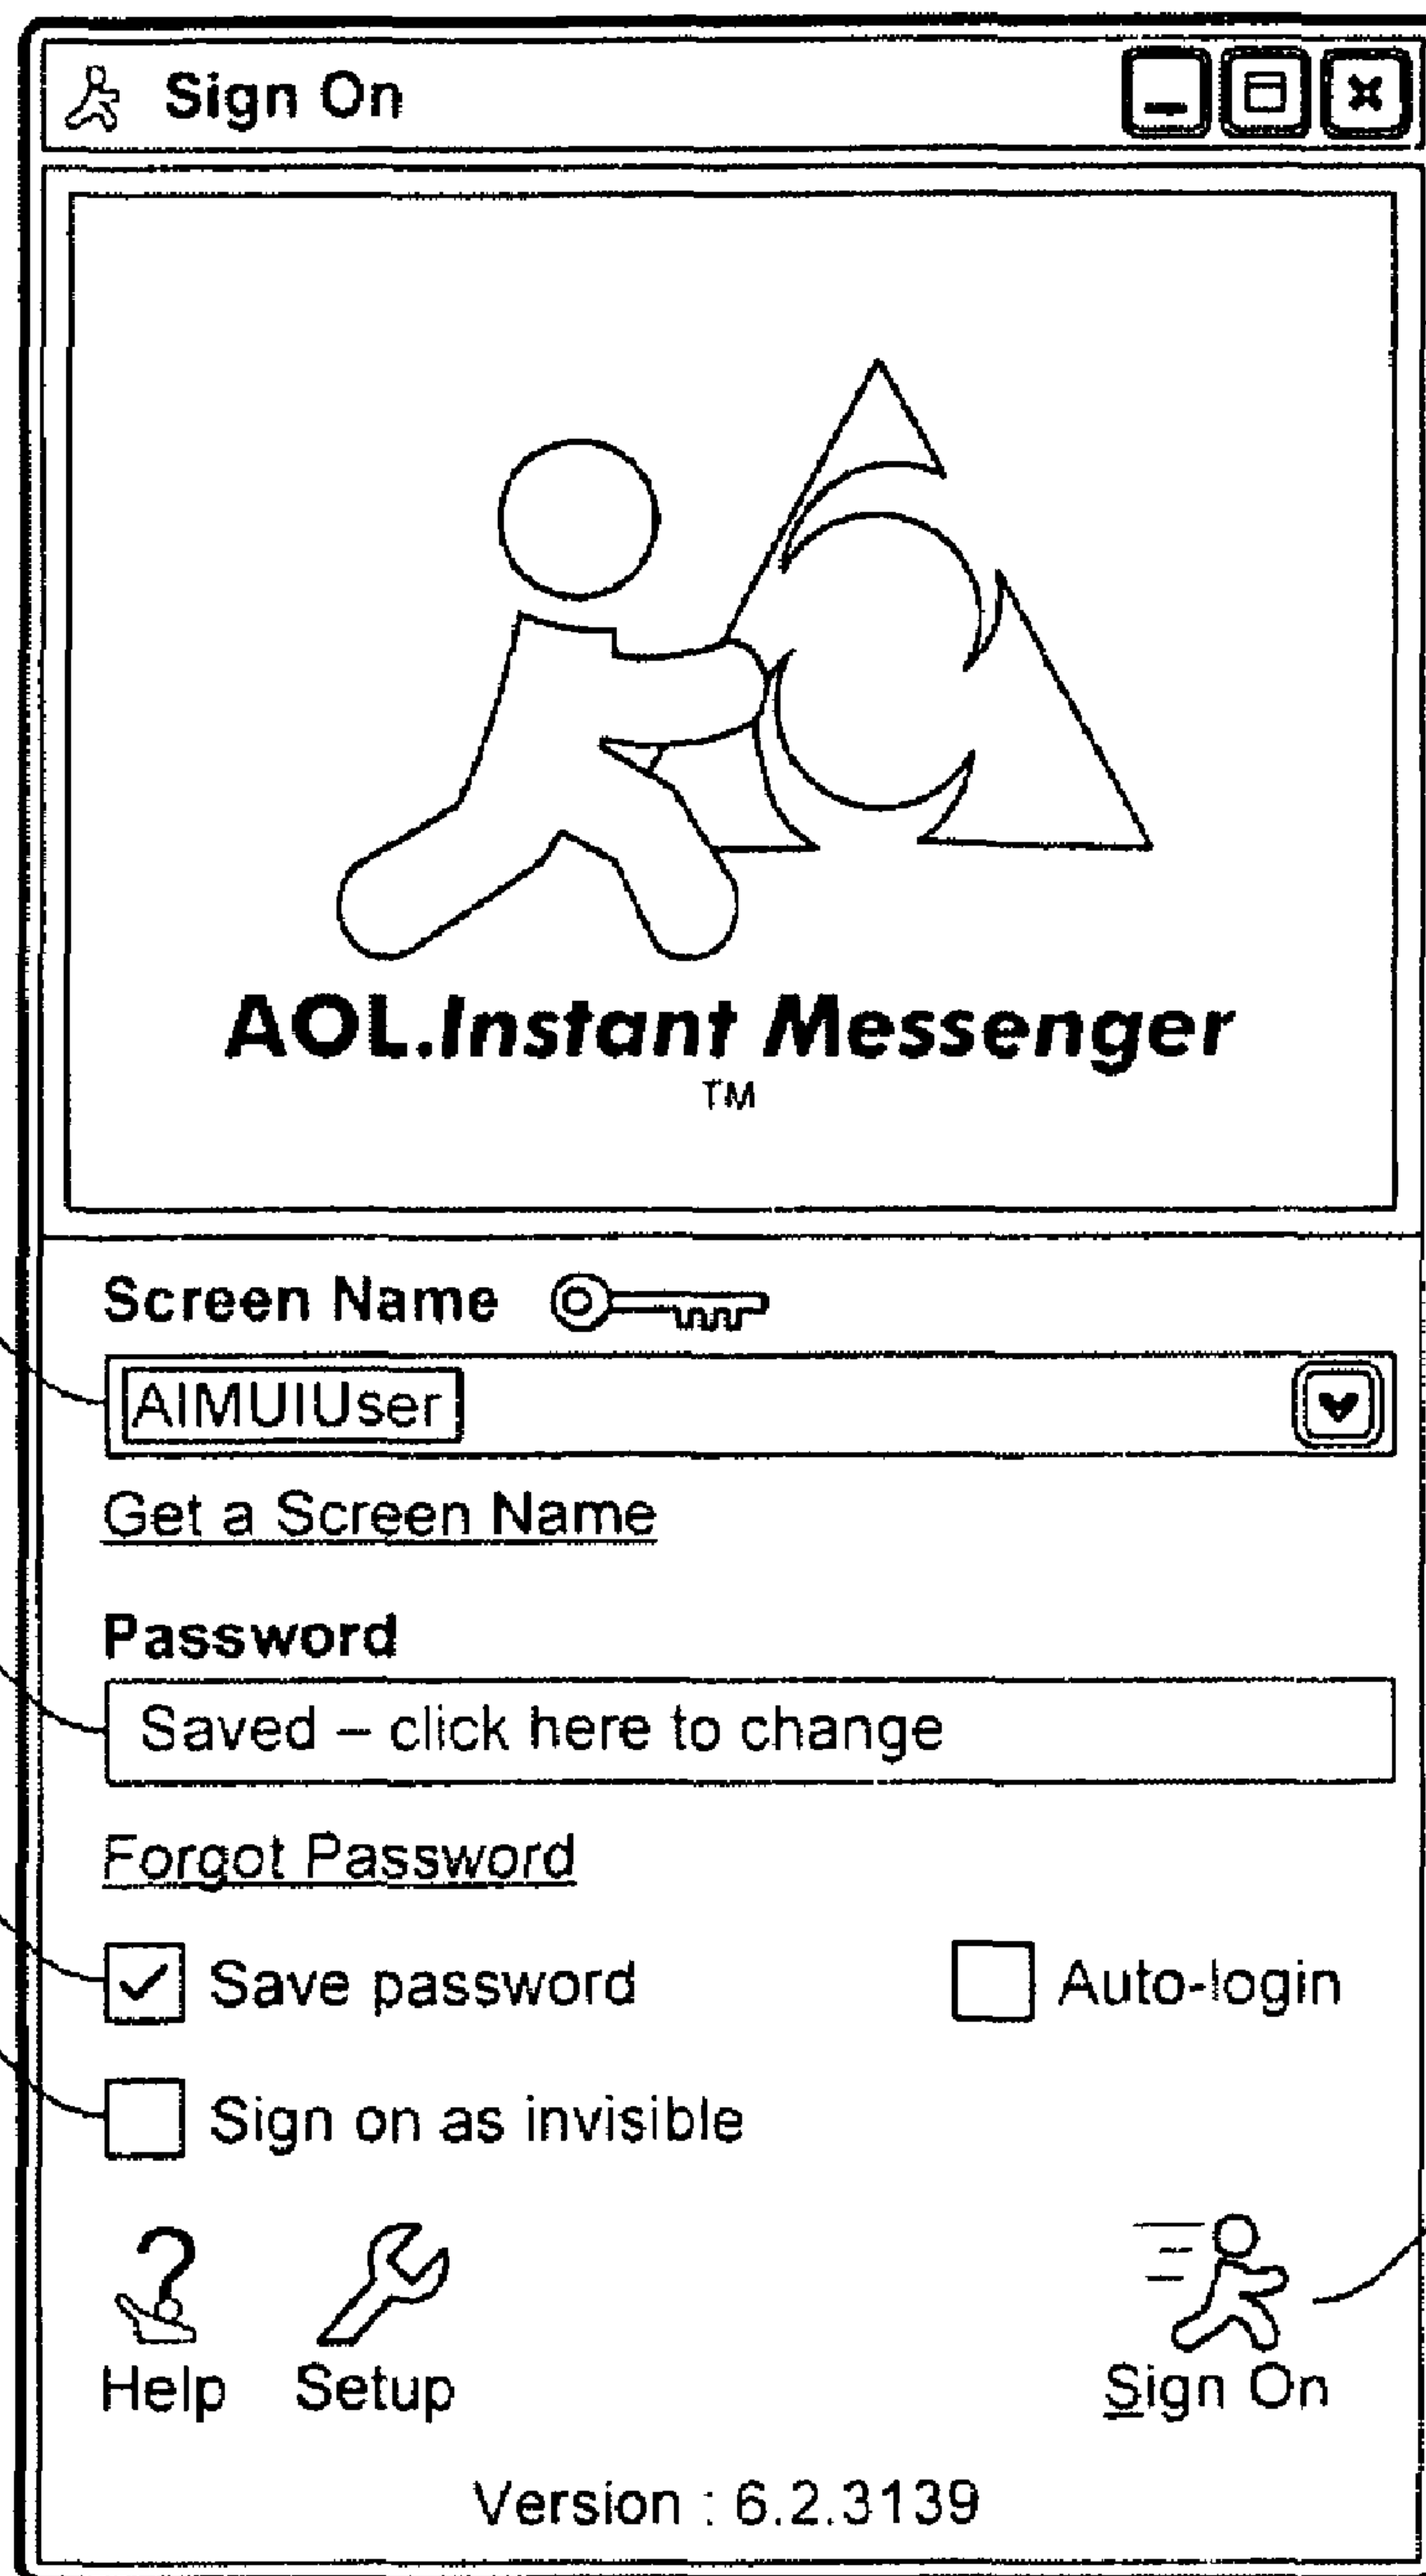 Sign On
AOL.Instant Messenger
TM
Screen Name
AIMUIUser
Get a Screen Name
Password
Saved – click here to change
Forgot Password
Save password Auto-login
Sign on as invisible
Help Setup Sign On
Version : 6.2.3139